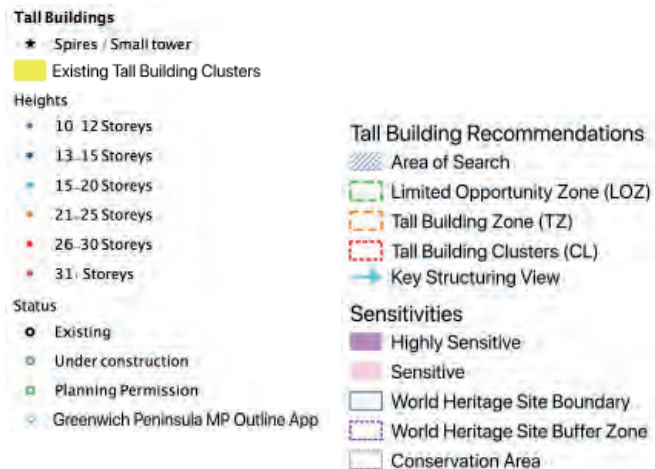 Tall Buildings
Spires / Small tower
Existing Tall Building Clusters
Heights
10 12 Storeys
13-15 Storeys
15-20 Storeys
21-25 Storeys
26-30 Storeys
31+ Storeys
Status
Existing
Under construction
Planning Permission
Greenwich Peninsula MP Outline App
Tall Building Recommendations
Area of Search
Limited Opportunity Zone (LOZ)
Tall Building Zone (TZ)
Tall Building Clusters (CL)
Key Structuring View
Sensitivities
Highly Sensitive
Sensitive
World Heritage Site Boundary
World Heritage Site Buffer Zone
Conservation Area